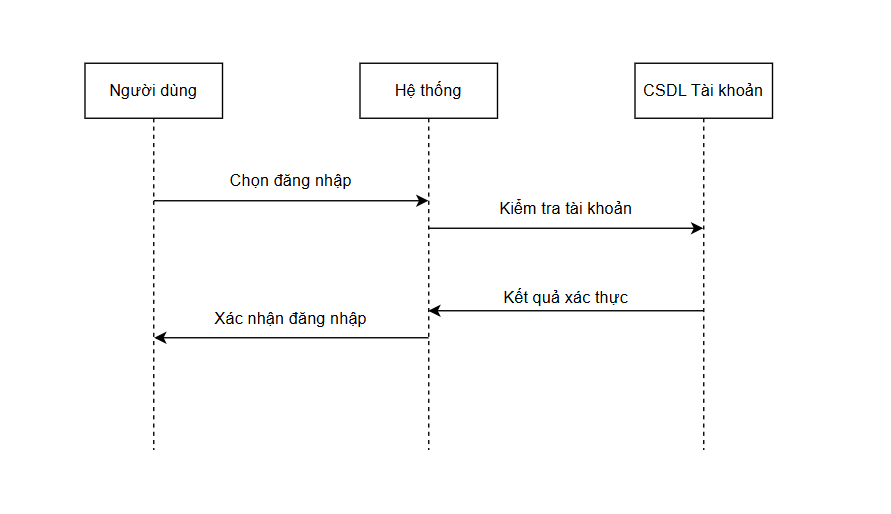 Người dùng
Hệ thống
CSDL Tài khoản
Chọn đăng nhập
Kiểm tra tài khoản
Kết quả xác thực
Xác nhận đăng nhập